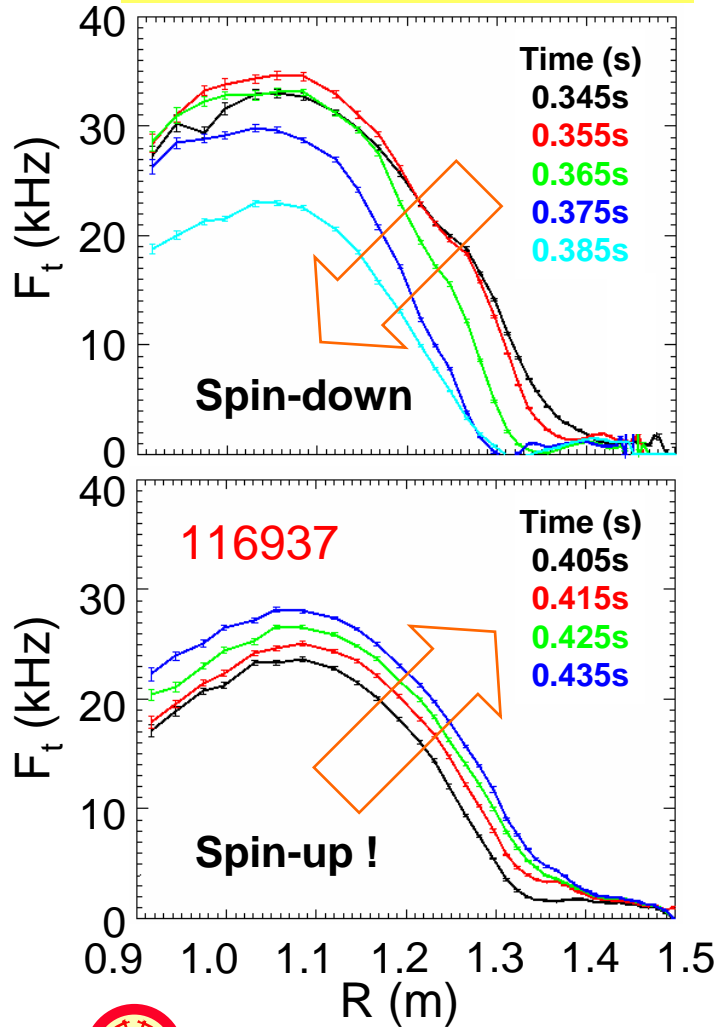 40
30
20
10
0
F_t (kHz)
Time (s)
0.345s
0.355s
0.365s
0.375s
0.385s
Spin-down
40
30
20
10
0
F_t (kHz)
116937
Time (s)
0.405s
0.415s
0.425s
0.435s
Spin-up !
0.9 1.0 1.1 1.2 1.3 1.4 1.5
R (m)